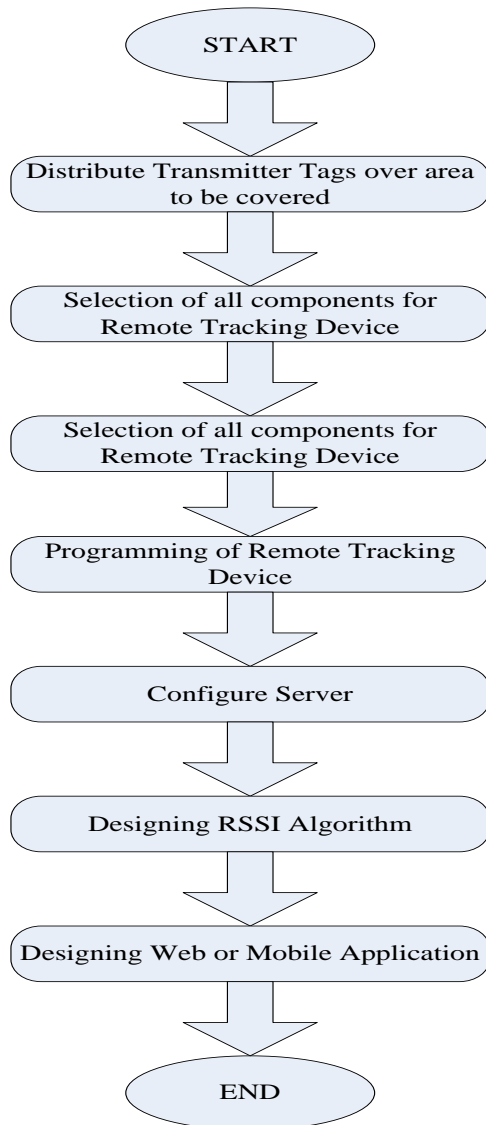 START
Distribute Transmitter Tags over area
to be covered
Selection of all components for
Remote Tracking Device
Selection of all components for
Remote Tracking Device
Programming of Remote Tracking
Device
Configure Server
Designing RSSI Algorithm
Designing Web or Mobile Application
END